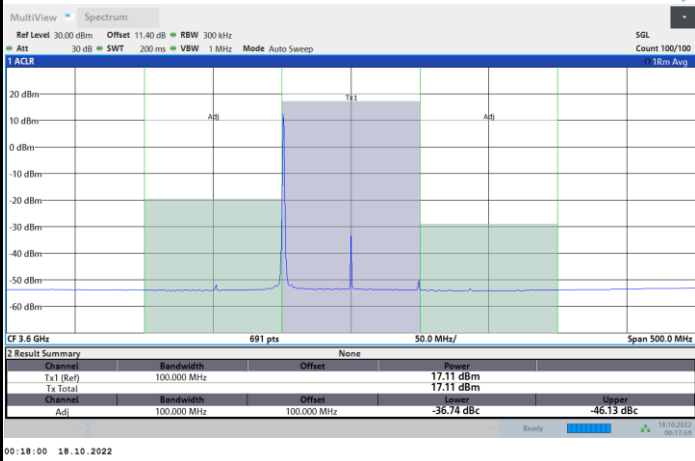 MultiView Spectrum
Ref Level 30.00 dBm Offset 11.40 dB RBW 300 kHz SGL
Att 30 dB SWT 200 ms VBW 1 MHz Mode Auto Sweep Count 100/100
1 ACLR 1Rm Avg
20 dBm
Tx1
10 dBm Adj Adj
0 dBm
-10 dBm
-20 dBm
-30 dBm
-40 dBm
-50 dBm
-60 dBm
CF 3.6 GHz 691 pts 50.0 MHz/ Span 500.0 MHz
2 Result Summary None
Channel Bandwidth Offset Power
Tx1 (Ref) 100.000 MHz 17.11 dBm
Tx Total 17.11 dBm
Channel Bandwidth Offset Lower Upper
Adj 100.000 MHz 100.000 MHz -36.74 dBc -46.13 dBc
Ready 18.10.2022
00:17:59
00:18:00 18.10.2022